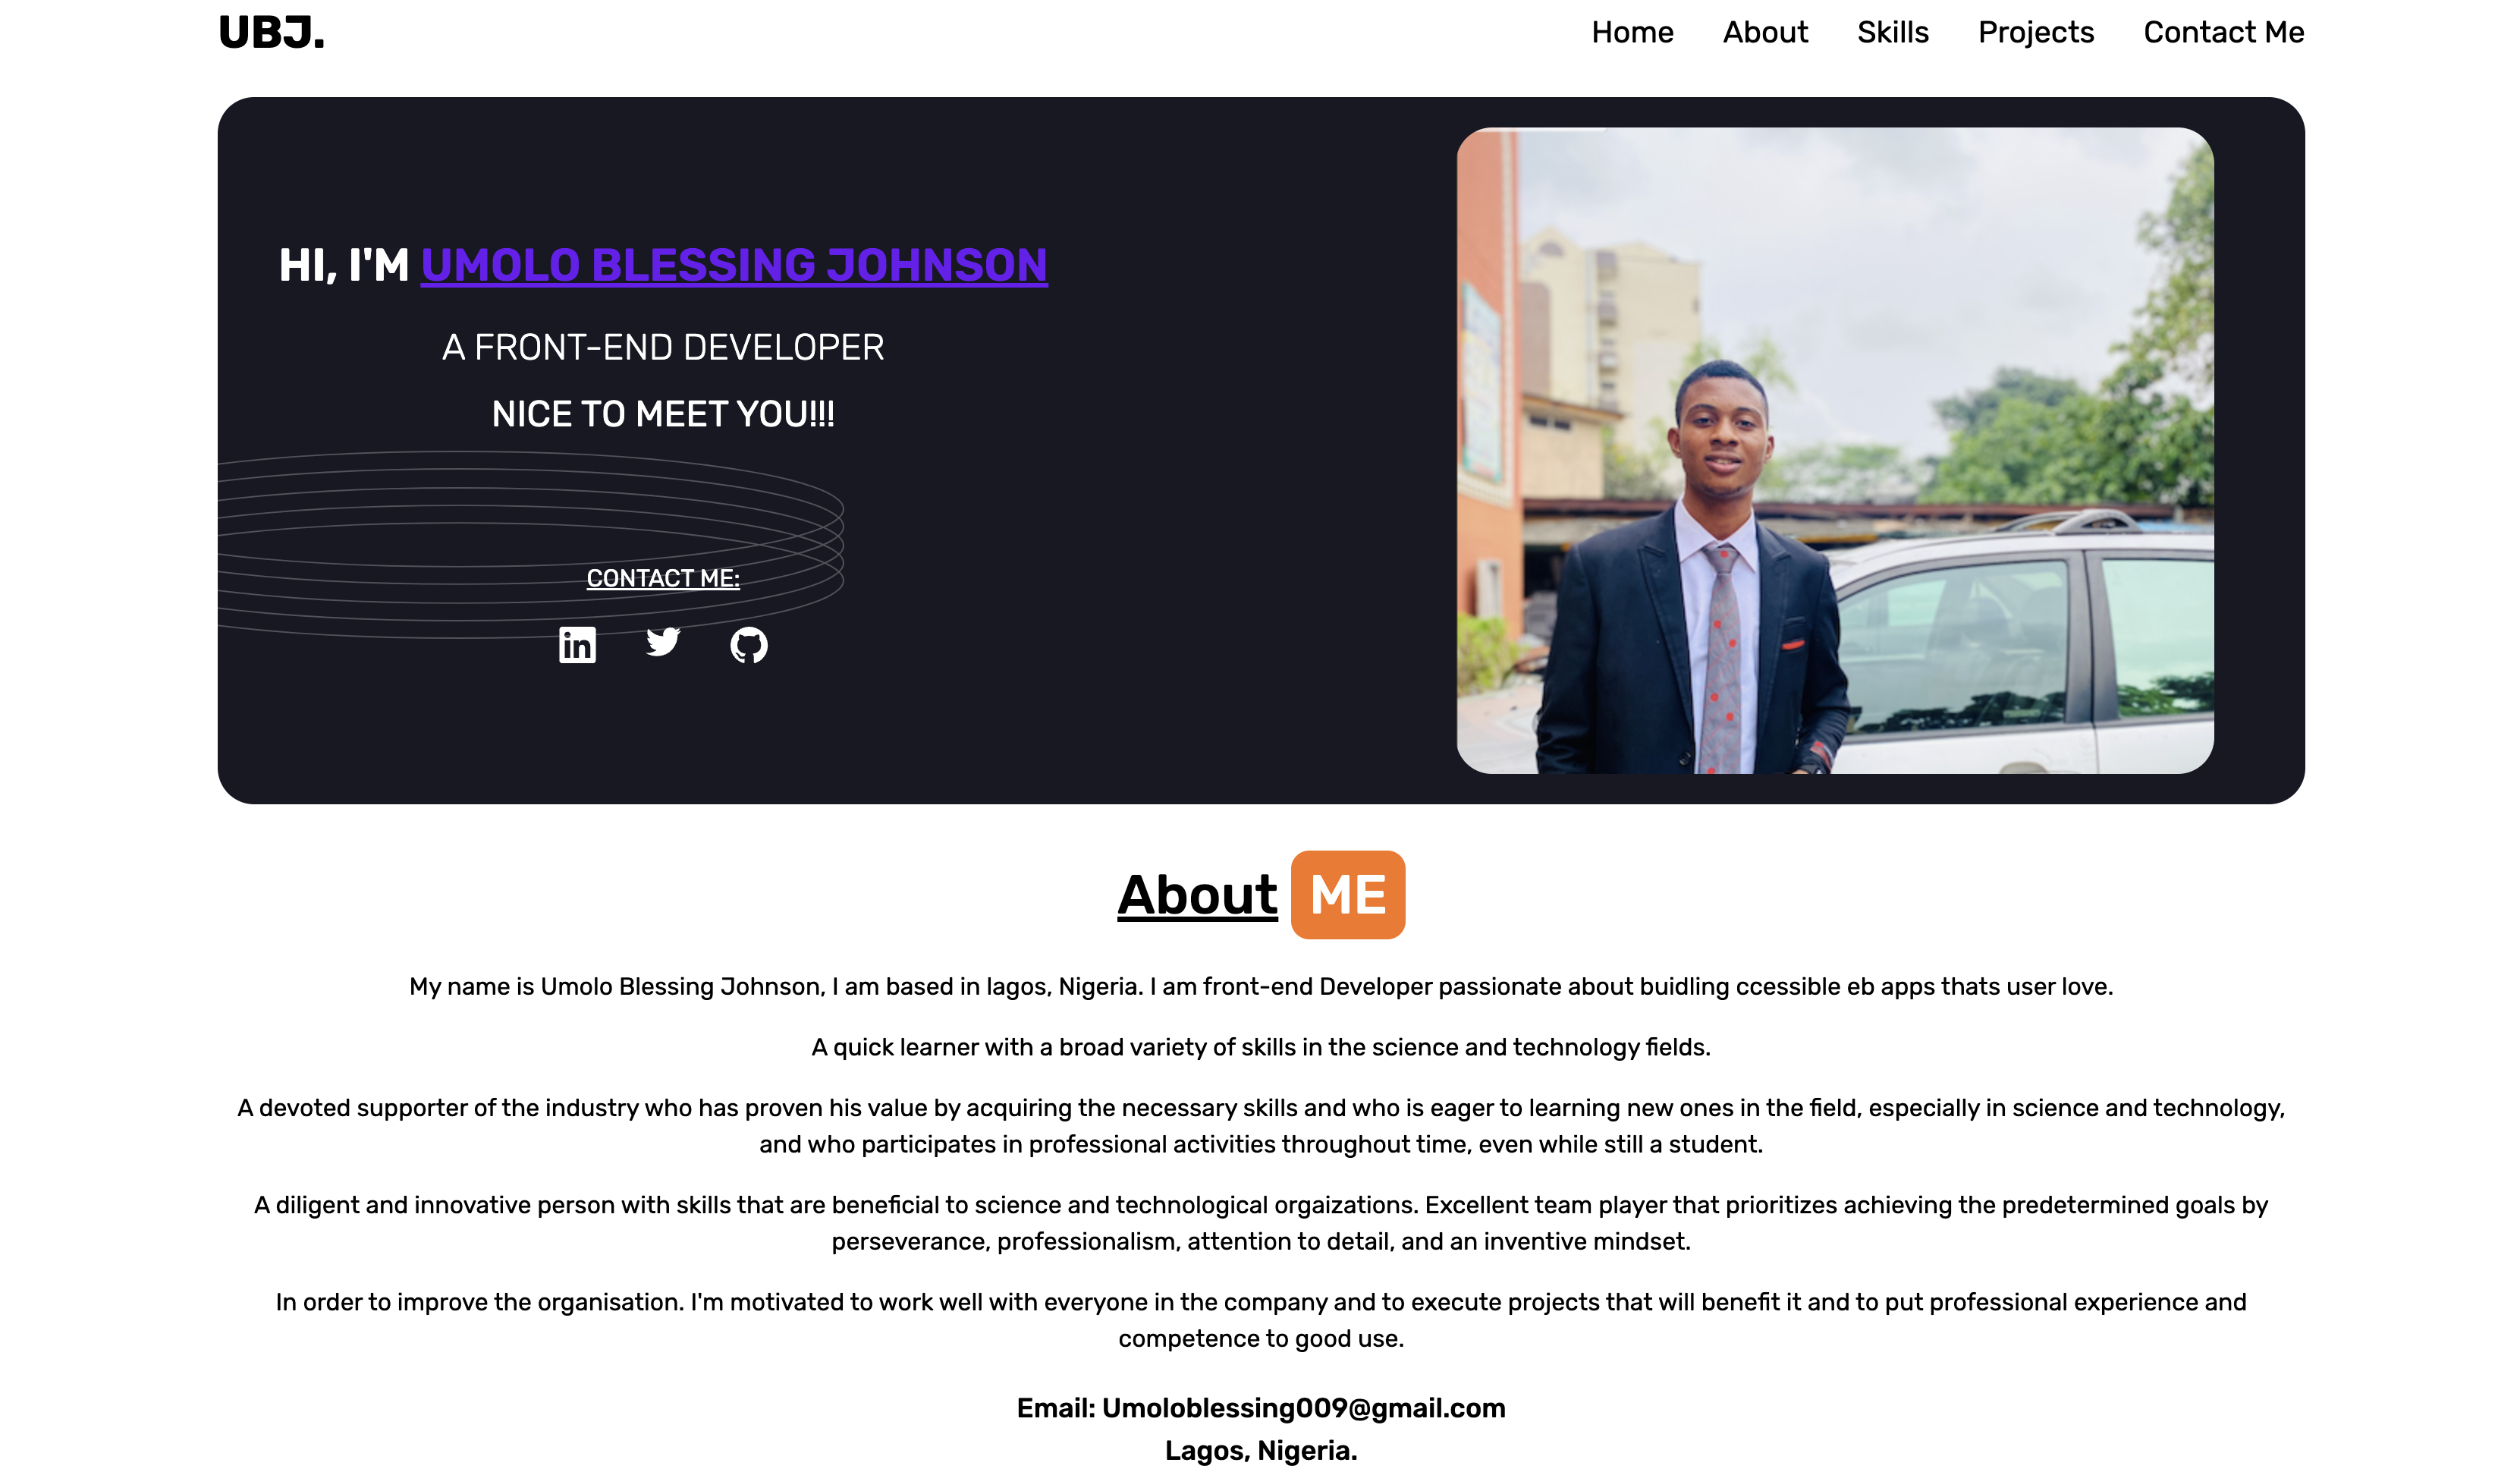 UBJ.
Home About Skills Projects Contact Me
HI, I'M UMOLO BLESSING JOHNSON
A FRONT-END DEVELOPER
NICE TO MEET YOU!!!
CONTACT ME:
in
About ME
My name is Umolo Blessing Johnson, I am based in lagos, Nigeria. I am front-end Developer passionate about buidling ccessible eb apps thats user love.
A quick learner with a broad variety of skills in the science and technology fields.
A devoted supporter of the industry who has proven his value by acquiring the necessary skills and who is eager to learning new ones in the field, especially in science and technology,
and who participates in professional activities throughout time, even while still a student.
A diligent and innovative person with skills that are beneficial to science and technological orgaizations. Excellent team player that prioritizes achieving the predetermined goals by
perseverance, professionalism, attention to detail, and an inventive mindset.
In order to improve the organisation. I'm motivated to work well with everyone in the company and to execute projects that will benefit it and to put professional experience and
competence to good use.
Email: Umoloblessing009@gmail.com
Lagos, Nigeria.